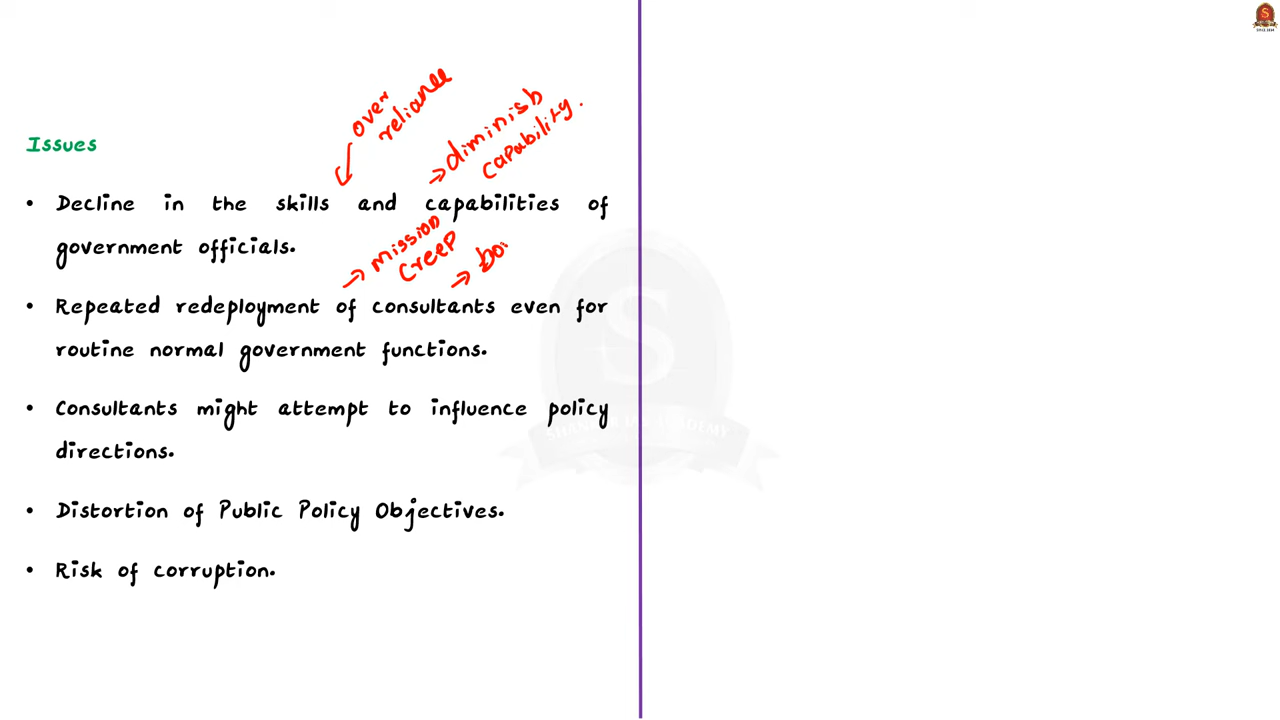 over
reliance
diminish
capability.
Issues
• Decline in the skills and capabilities of
government officials.
mission
creep
• Repeated redeployment of consultants even for
routine normal government functions.
• Consultants might attempt to influence policy
directions.
• Distortion of Public Policy Objectives.
• Risk of corruption.